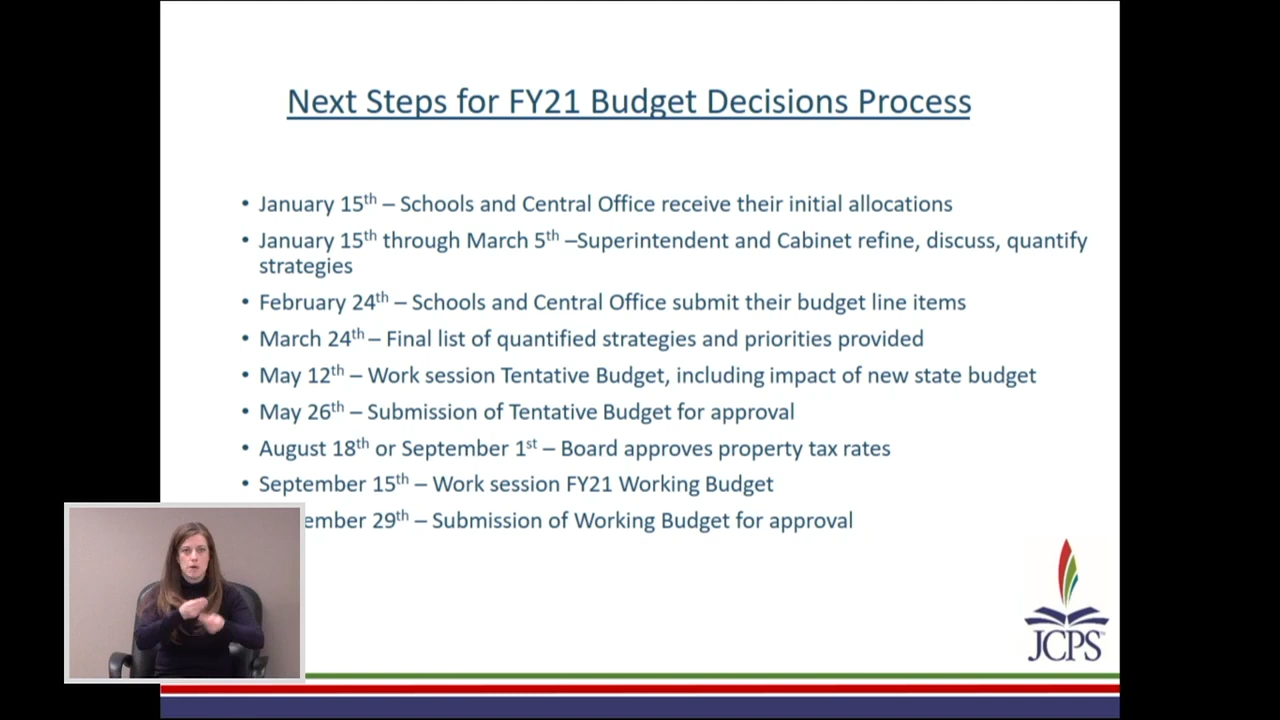 Next Steps for FY21 Budget Decisions Process
• January 15th – Schools and Central Office receive their initial allocations
• January 15th through March 5th –Superintendent and Cabinet refine, discuss, quantify
strategies
• February 24th – Schools and Central Office submit their budget line items
• March 24th – Final list of quantified strategies and priorities provided
• May 12th – Work session Tentative Budget, including impact of new state budget
• May 26th – Submission of Tentative Budget for approval
• August 18th or September 1st – Board approves property tax rates
• September 15th – Work session FY21 Working Budget
ember 29th – Submission of Working Budget for approval
JCPS